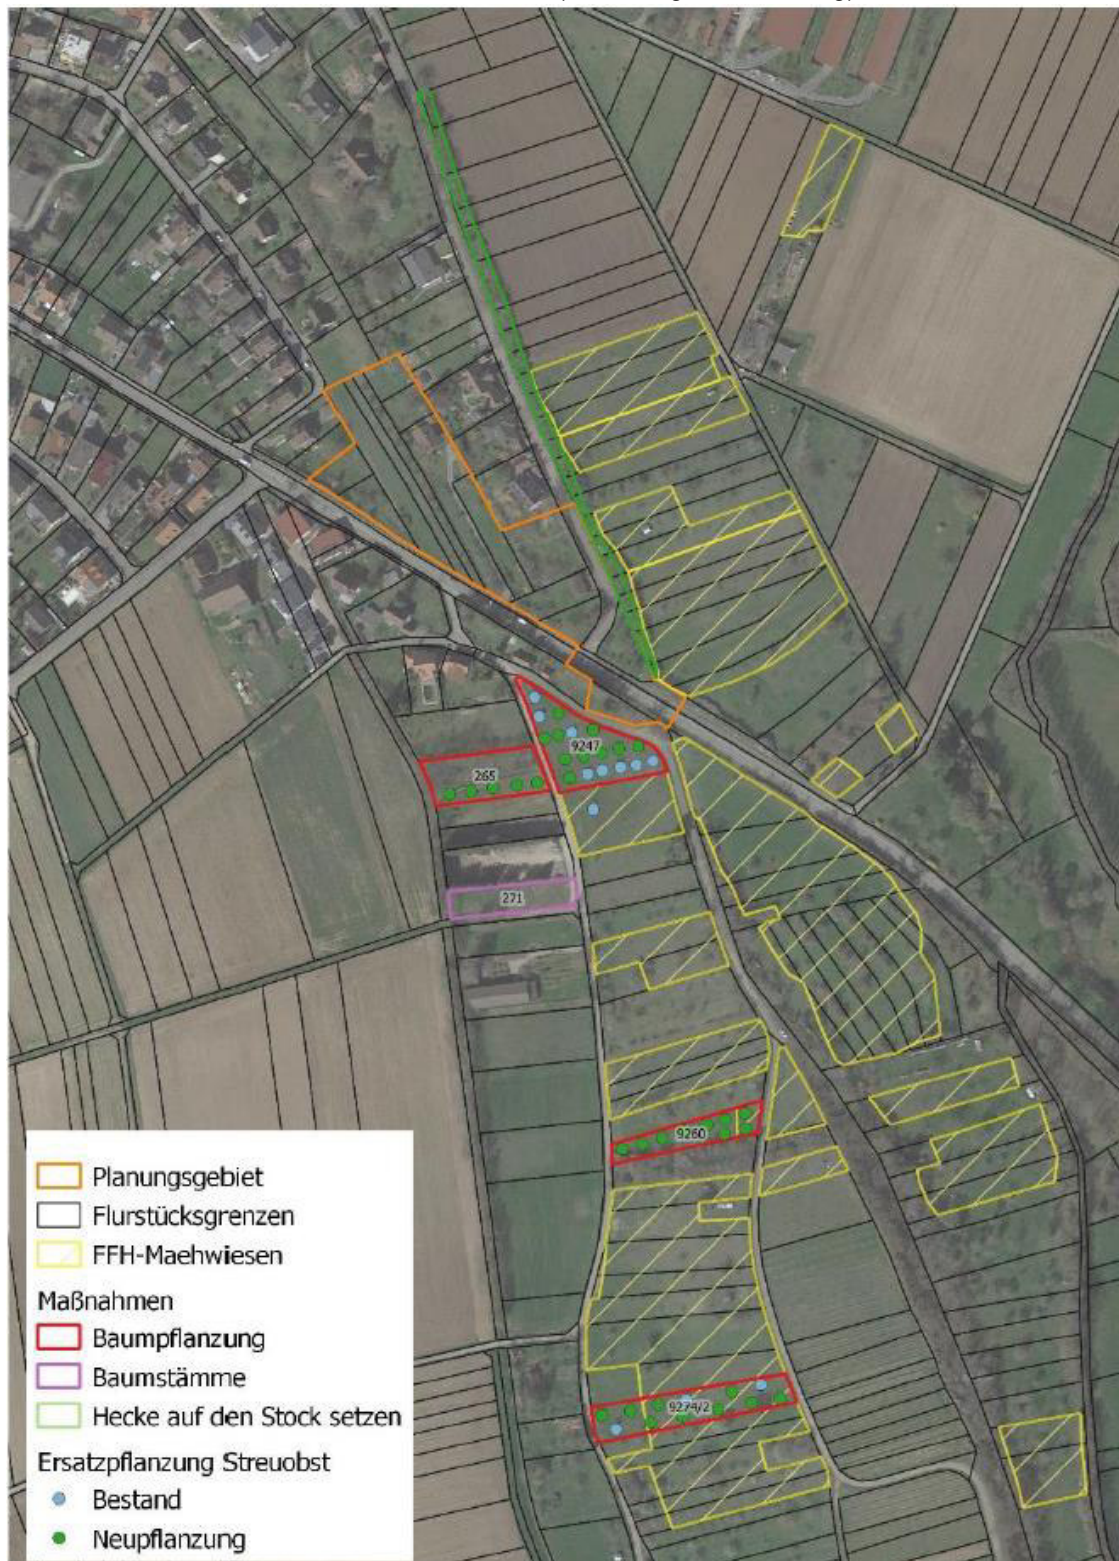 9247
265
271
9260
9274/2
Planungsgebiet
Flurstücksgrenzen
FFH-Maehwiesen
Maßnahmen
Baumpflanzung
Baumstämme
Hecke auf den Stock setzen
Ersatzpflanzung Streuobst
Bestand
Neupflanzung